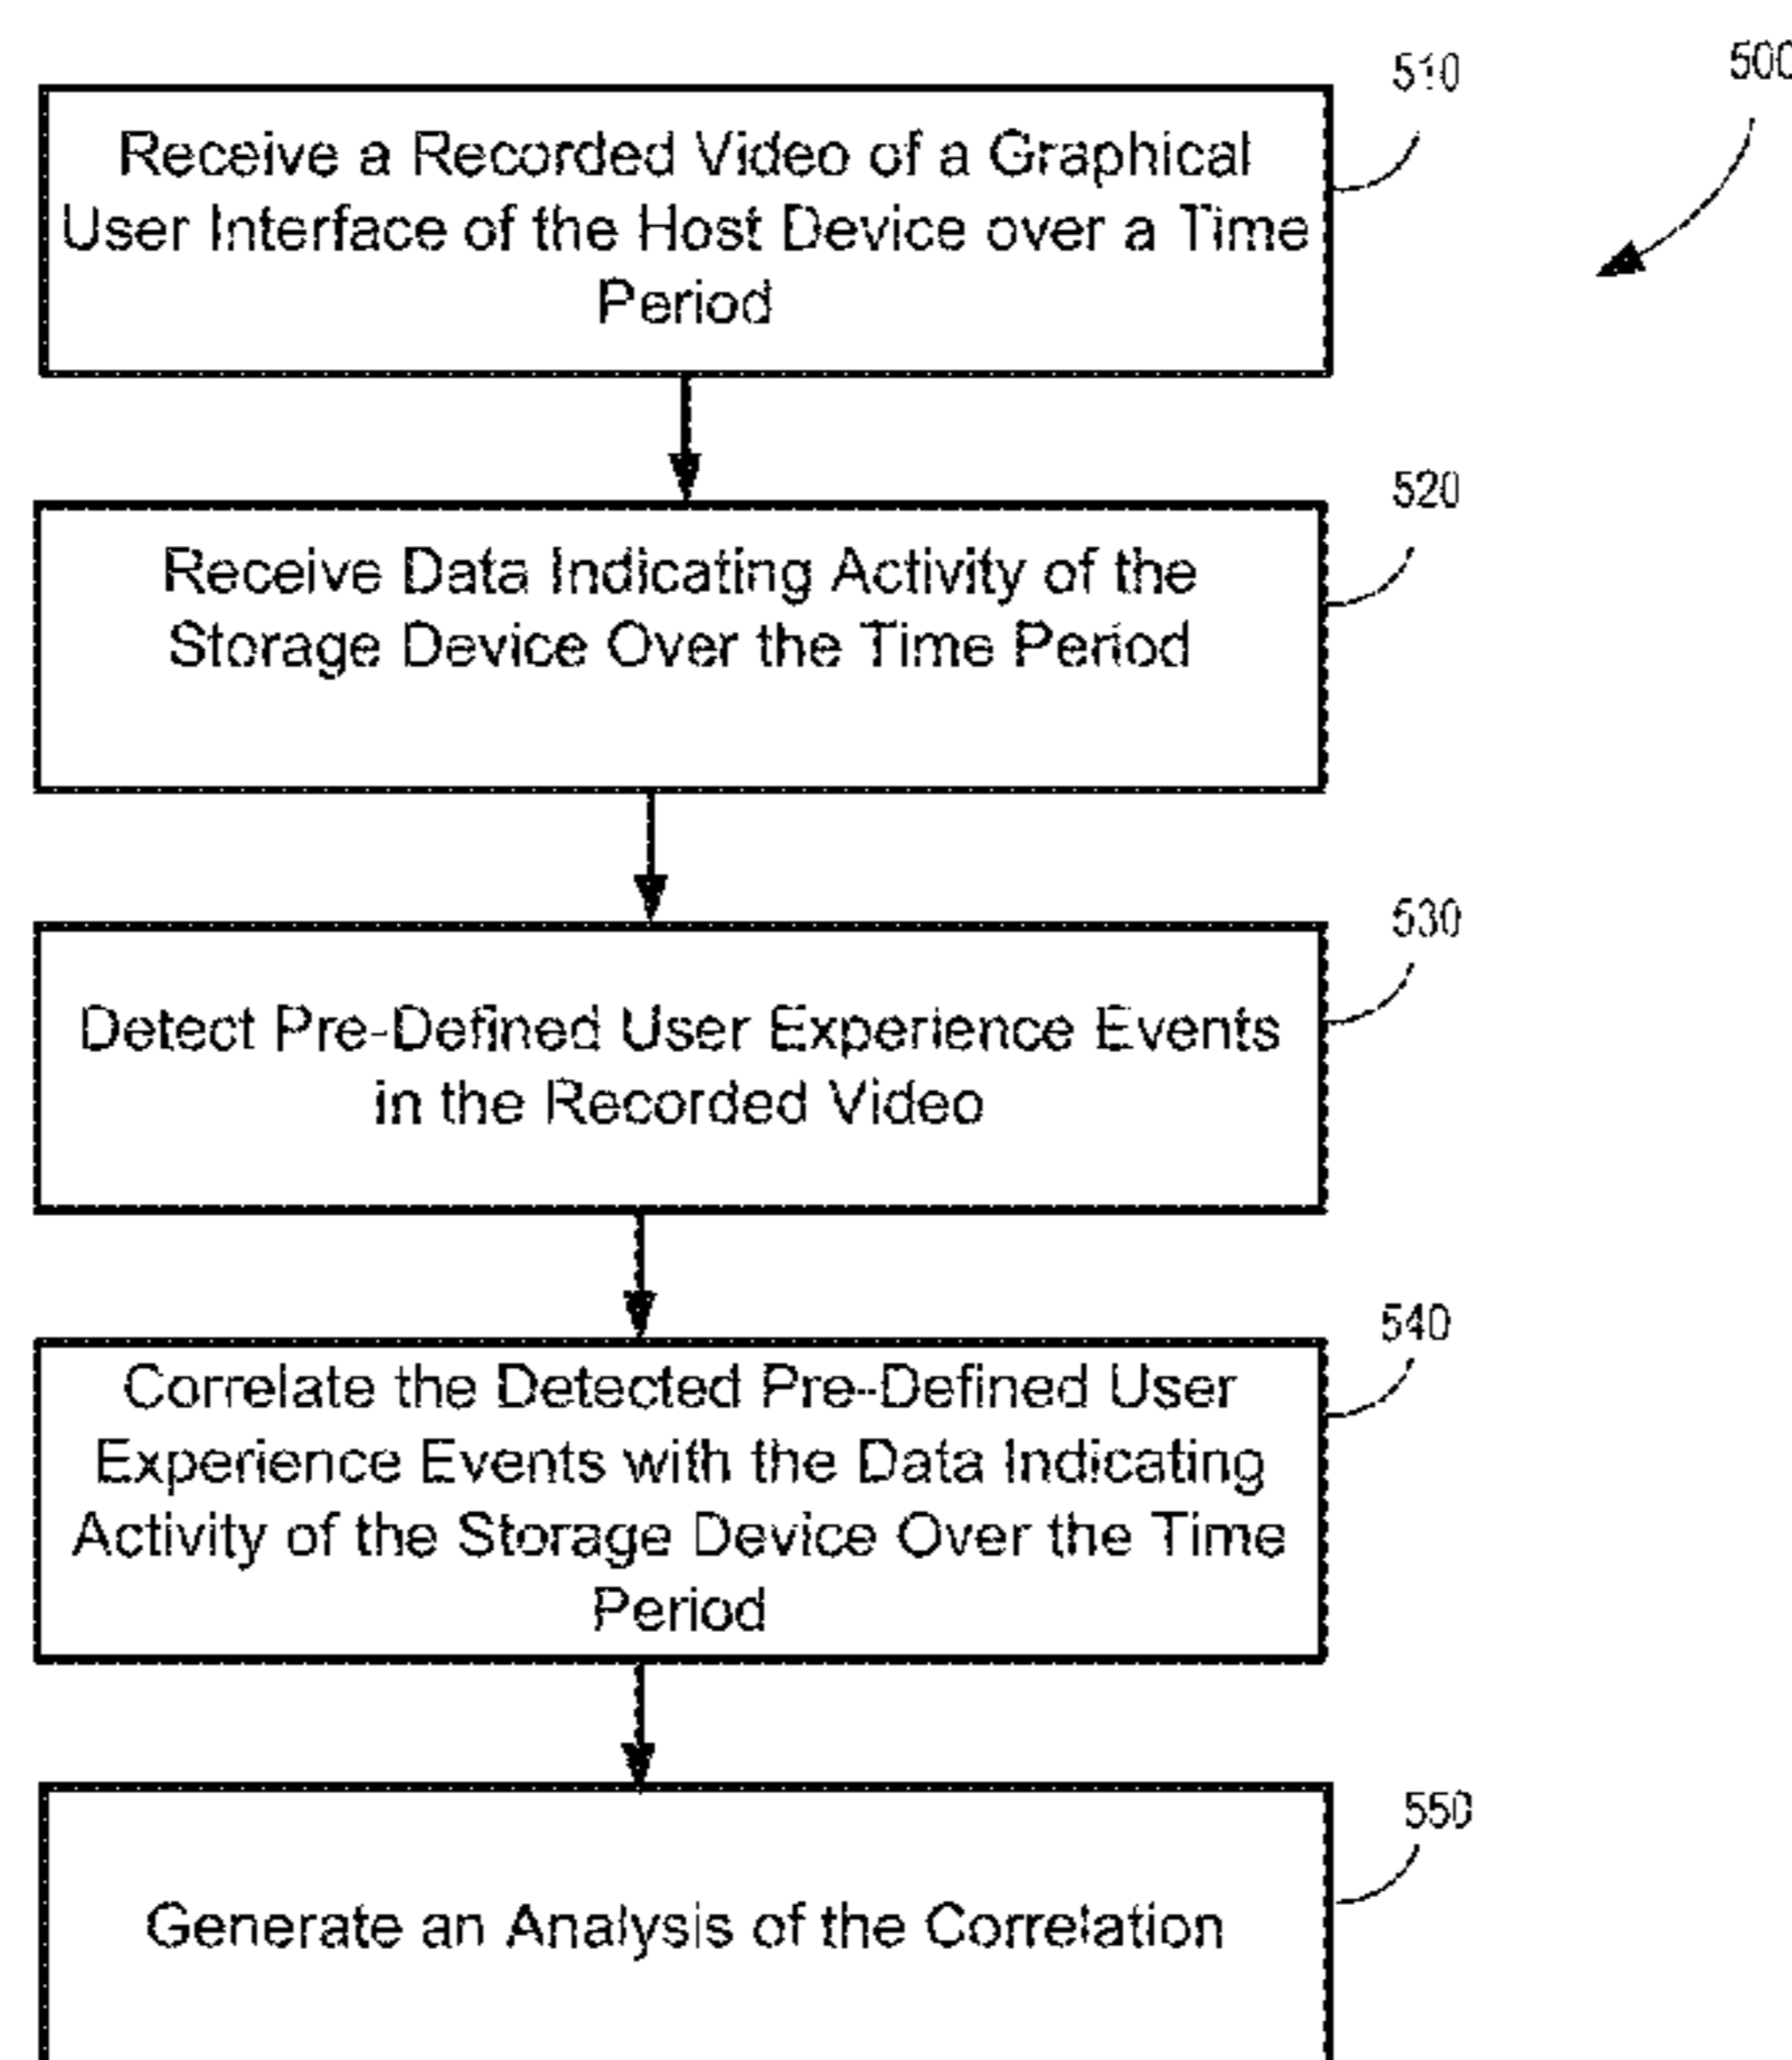 510
500
Receive a Recorded Video of a Graphical
User Interface of the Host Device over a Time
Period
520
Receive Data Indicating Activity of the
Storage Device Over the Time Period
530
Detect Pre-Defined User Experience Events
in the Recorded Video
540
Correlate the Detected Pre-Defined User
Experience Events with the Data Indicating
Activity of the Storage Device Over the Time
Period
550
Generate an Analysis of the Correlation